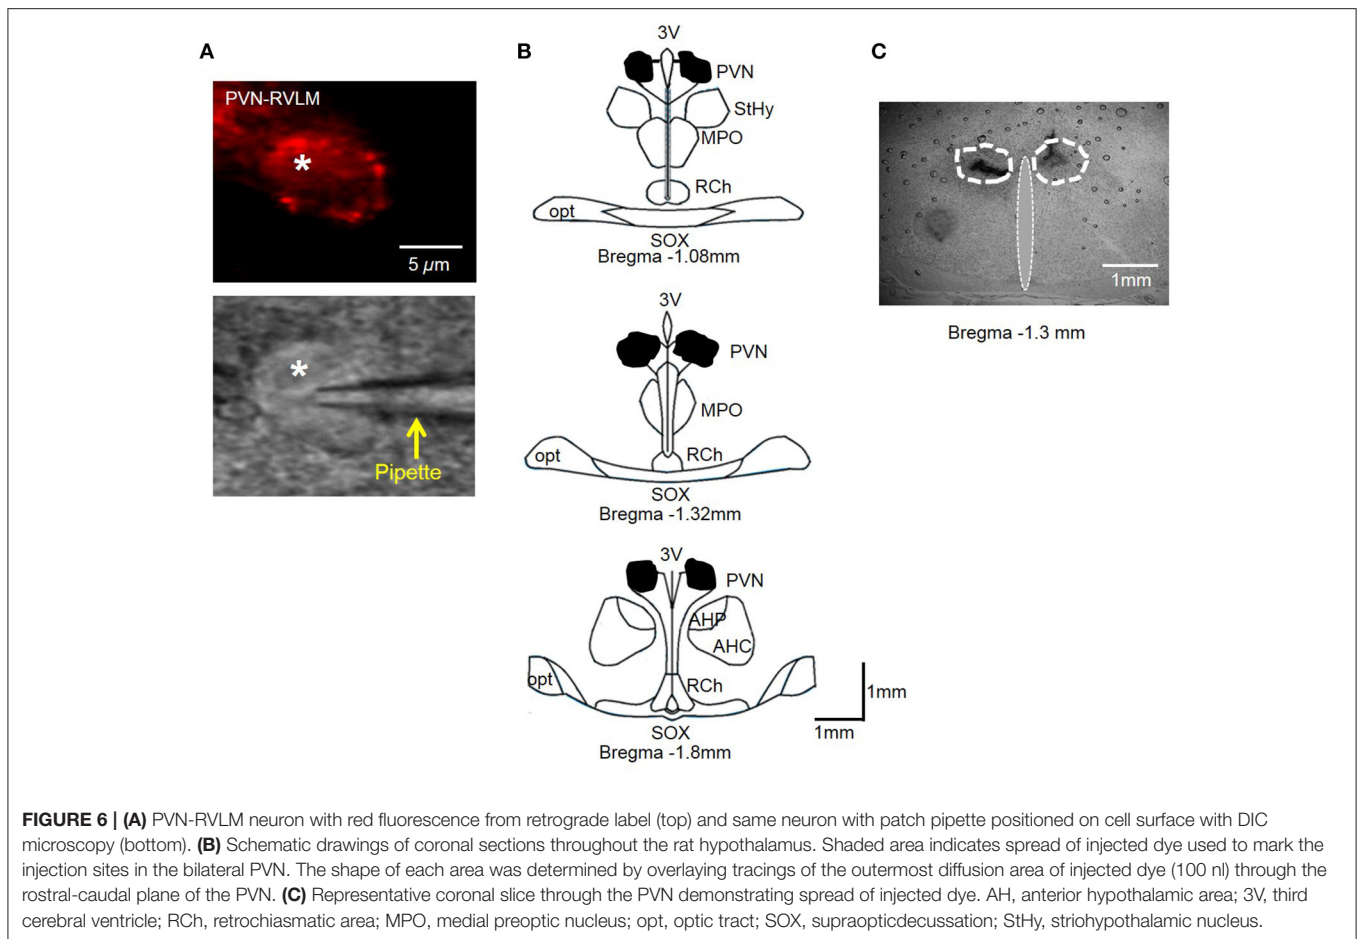 A
PVN-RVLM
*
5 µm
*
Pipette
B
3V
PVN
StHy
MPO
RCh
opt
SOX
Bregma -1.08mm
3V
PVN
MPO
RCh
opt
SOX
Bregma -1.32mm
3V
PVN
AHP
AHC
RCh
opt
SOX
Bregma -1.8mm
1mm
1mm
C
1mm
Bregma -1.3 mm
FIGURE 6 | (A) PVN-RVLM neuron with red fluorescence from retrograde label (top) and same neuron with patch pipette positioned on cell surface with DIC
microscopy (bottom). (B) Schematic drawings of coronal sections throughout the rat hypothalamus. Shaded area indicates spread of injected dye used to mark the
injection sites in the bilateral PVN. The shape of each area was determined by overlaying tracings of the outermost diffusion area of injected dye (100 nl) through the
rostral-caudal plane of the PVN. (C) Representative coronal slice through the PVN demonstrating spread of injected dye. AH, anterior hypothalamic area; 3V, third
cerebral ventricle; RCh, retrochiasmatic area; MPO, medial preoptic nucleus; opt, optic tract; SOX, supraopticdecussation; StHy, striohypothalamic nucleus.